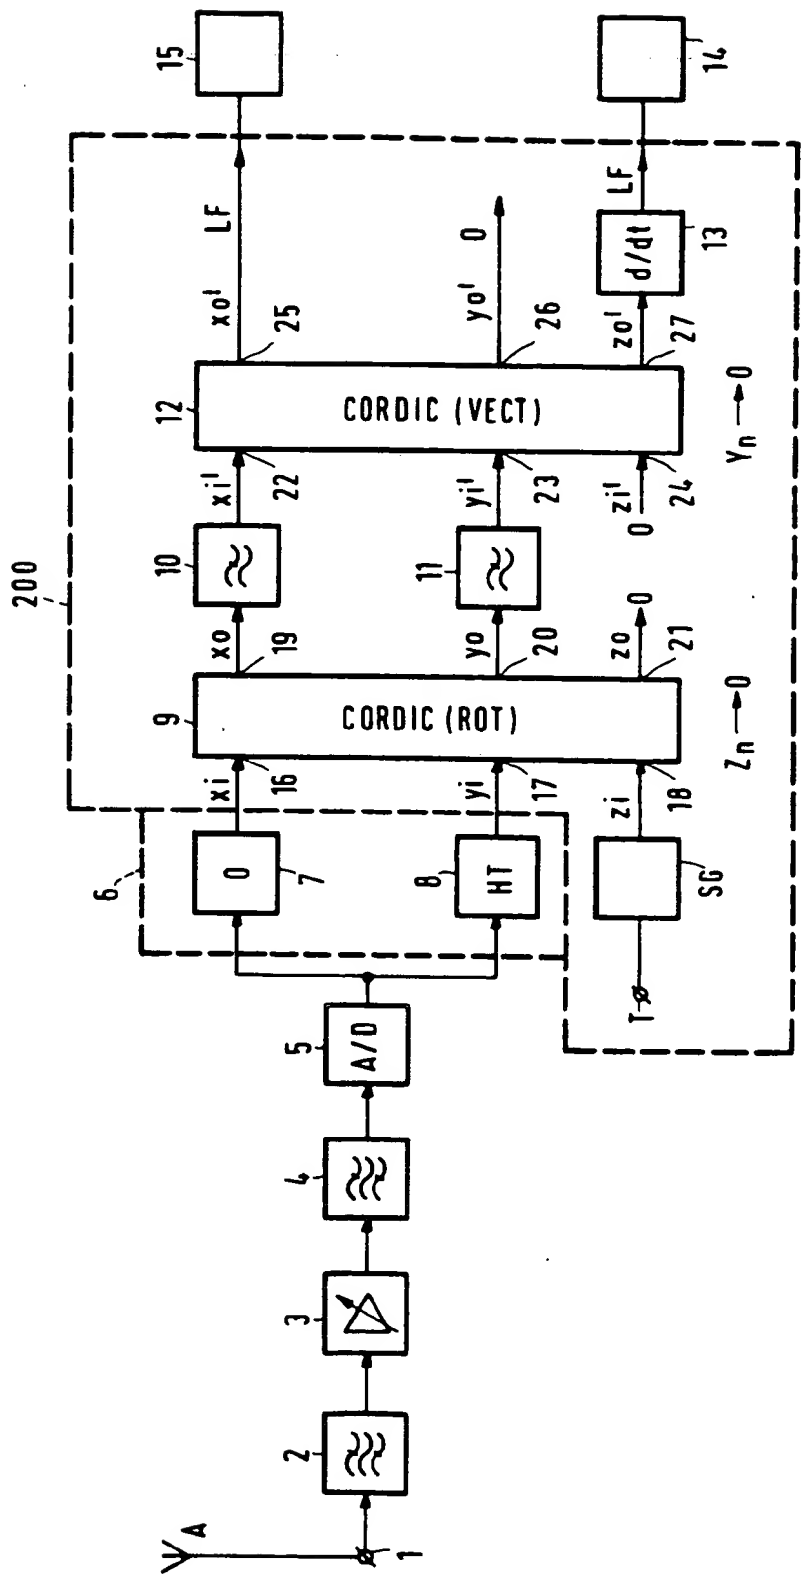 A
1
2
3
4
5
A/D
6
0
7
8
HT
T
SG
200
xi
16
yi
17
zi
18
9
CORDIC (ROT)
xo
19
yo
20
zo
21
0
Zn → 0
10
11
xi'
22
yi'
23
zi'
24
0
12
CORDIC (VECT)
xo'
25
LF
yo'
26
0
zo'
27
Yn → 0
d/dt
13
LF
15
14